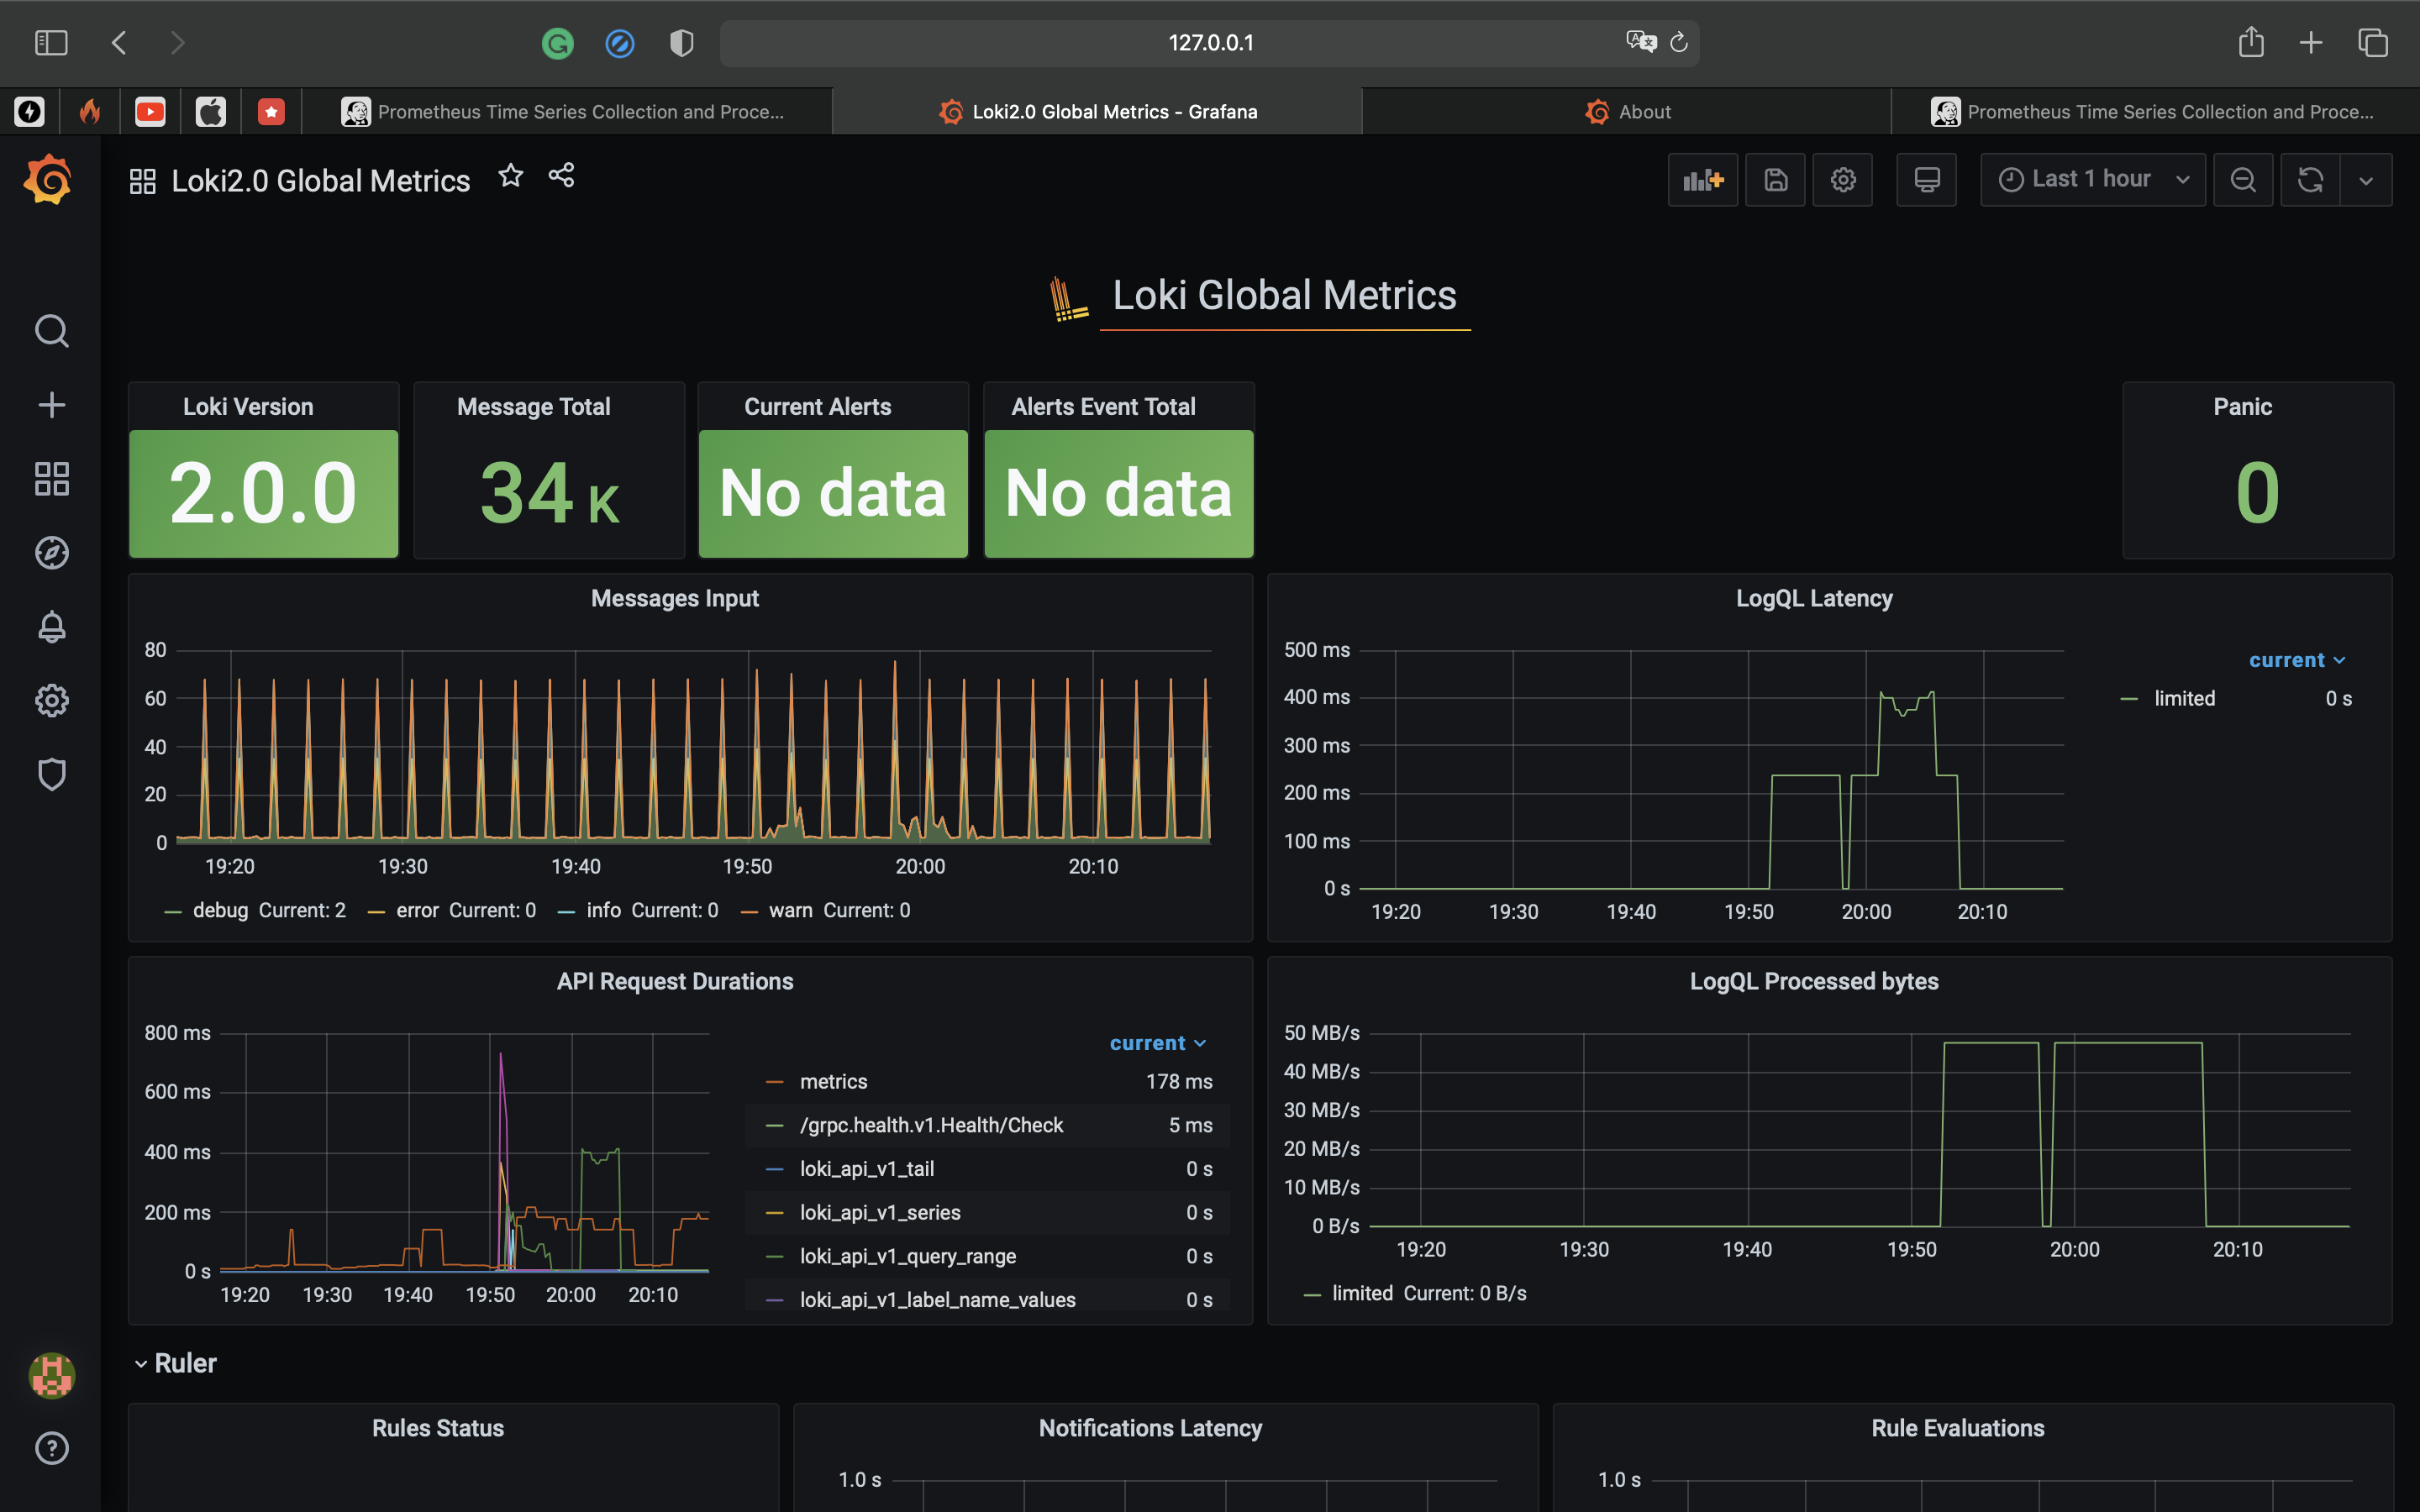 127.0.0.1
Prometheus Time Series Collection and Proce...
Loki2.0 Global Metrics - Grafana
About
Prometheus Time Series Collection and Proce...
Loki2.0 Global Metrics
Last 1 hour
Loki Global Metrics
Loki Version
2.0.0
Message Total
34 K
Current Alerts
No data
Alerts Event Total
No data
Panic
0
Messages Input
80
60
40
20
0
19:20 19:30 19:40 19:50 20:00 20:10
debug Current: 2 error Current: 0 info Current: 0 warn Current: 0
LogQL Latency
500 ms
400 ms
300 ms
200 ms
100 ms
0 s
19:20 19:30 19:40 19:50 20:00 20:10
current
limited 0 s
API Request Durations
800 ms
600 ms
400 ms
200 ms
0 s
19:20 19:30 19:40 19:50 20:00 20:10
current
metrics 178 ms
/grpc.health.v1.Health/Check 5 ms
loki_api_v1_tail 0 s
loki_api_v1_series 0 s
loki_api_v1_query_range 0 s
loki_api_v1_label_name_values 0 s
LogQL Processed bytes
50 MB/s
40 MB/s
30 MB/s
20 MB/s
10 MB/s
0 B/s
19:20 19:30 19:40 19:50 20:00 20:10
limited Current: 0 B/s
Ruler
Rules Status
Notifications Latency
1.0 s
Rule Evaluations
1.0 s